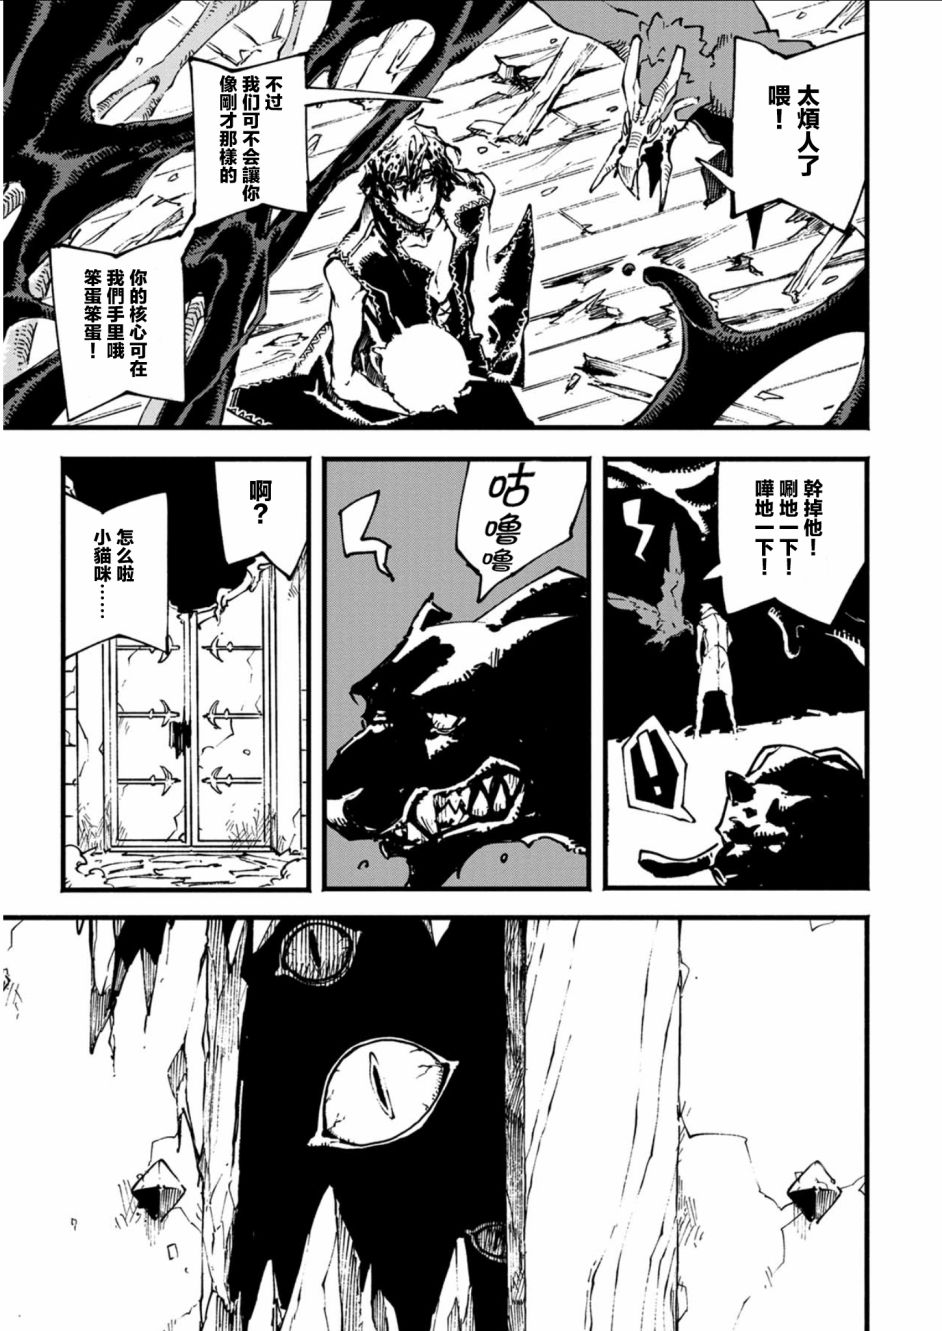 太煩人了
喂！
不过
我们可不会讓你
像剛才那樣的
你的核心可在
我們手里哦
笨蛋笨蛋！
幹掉他！
唰地一下！
嘩地一下！
咕嚕嚕
啊？
怎么啦
小貓咪……